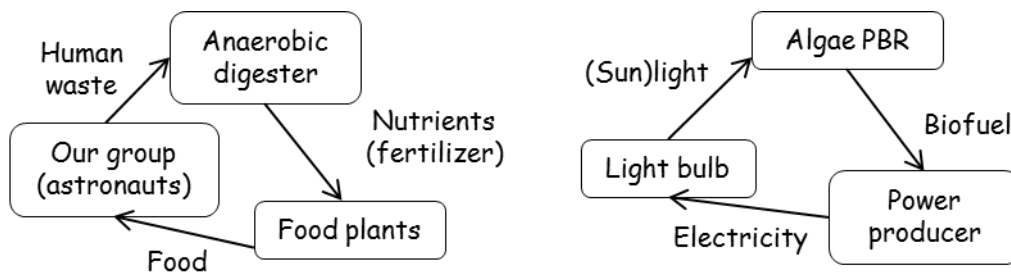 Human
waste
Anaerobic
digester
Nutrients
(fertilizer)
Our group
(astronauts)
Food plants
Food
Algae PBR
(Sun)light
Biofuel
Light bulb
Power
producer
Electricity